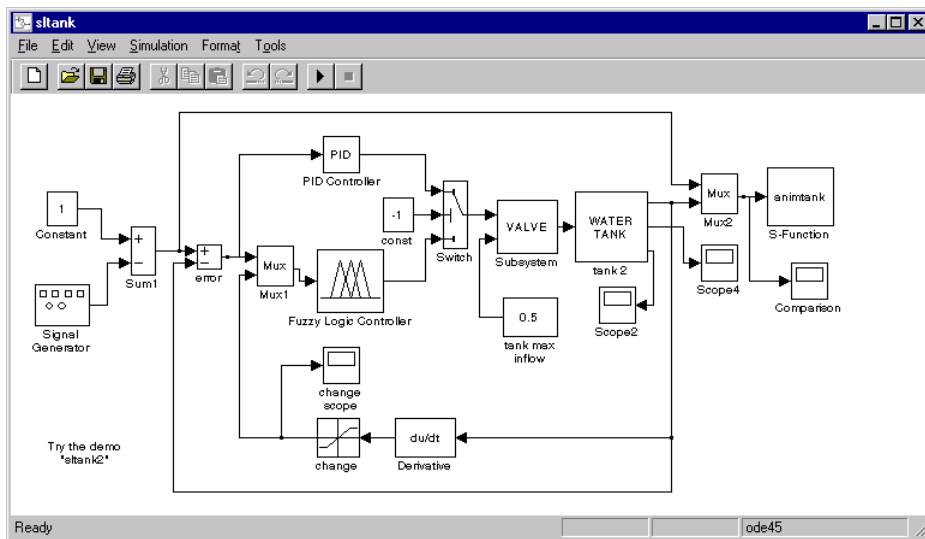 sltank
File Edit View Simulation Format Tools
PID
PID Controller
1
Constant
-1
const
Switch
VALVE
Subsystem
WATER
TANK
tank 2
Mux
Mux2
animtank
S-Function
+
−
Sum1
+
−
error
Mux
Mux1
Fuzzy Logic Controller
Signal
Generator
0.5
tank max
inflow
Scope2
Scope4
Comparison
change
scope
Try the demo
"sltank2"
change
du/dt
Derivative
Ready
ode45